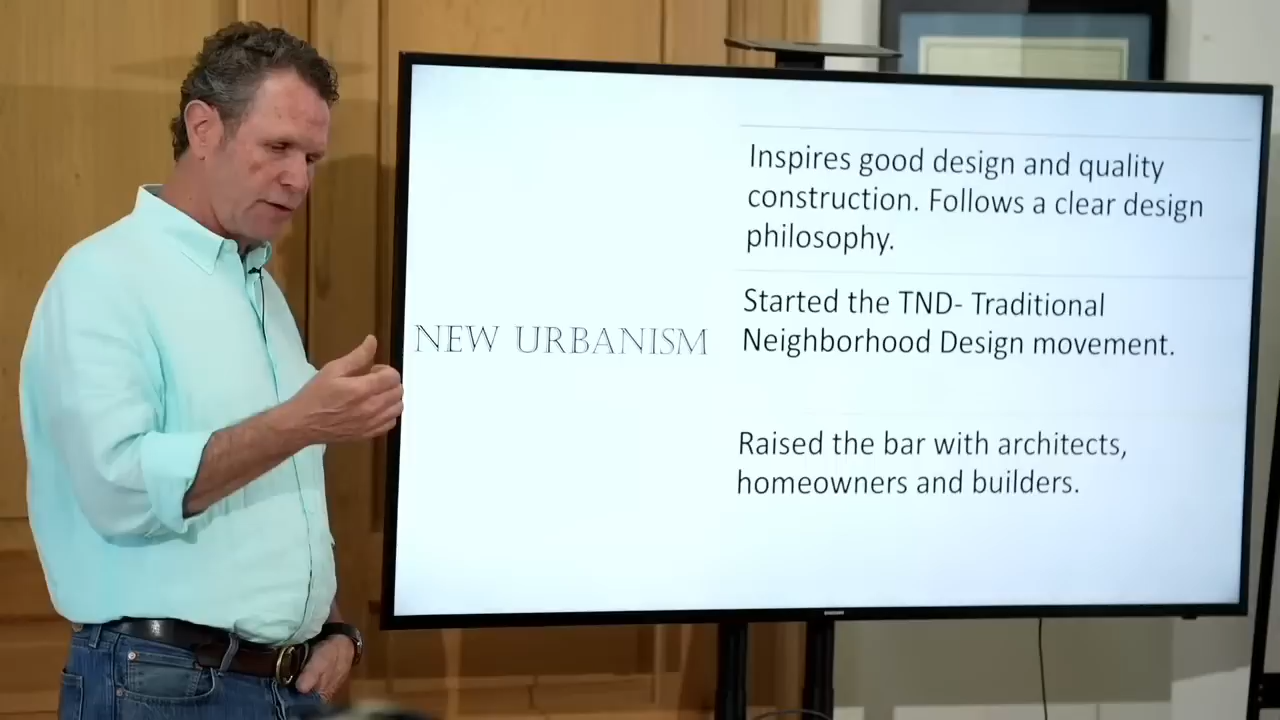 NEW URBANISM
Inspires good design and quality
construction. Follows a clear design
philosophy.
Started the TND- Traditional
Neighborhood Design movement.
Raised the bar with architects,
homeowners and builders.